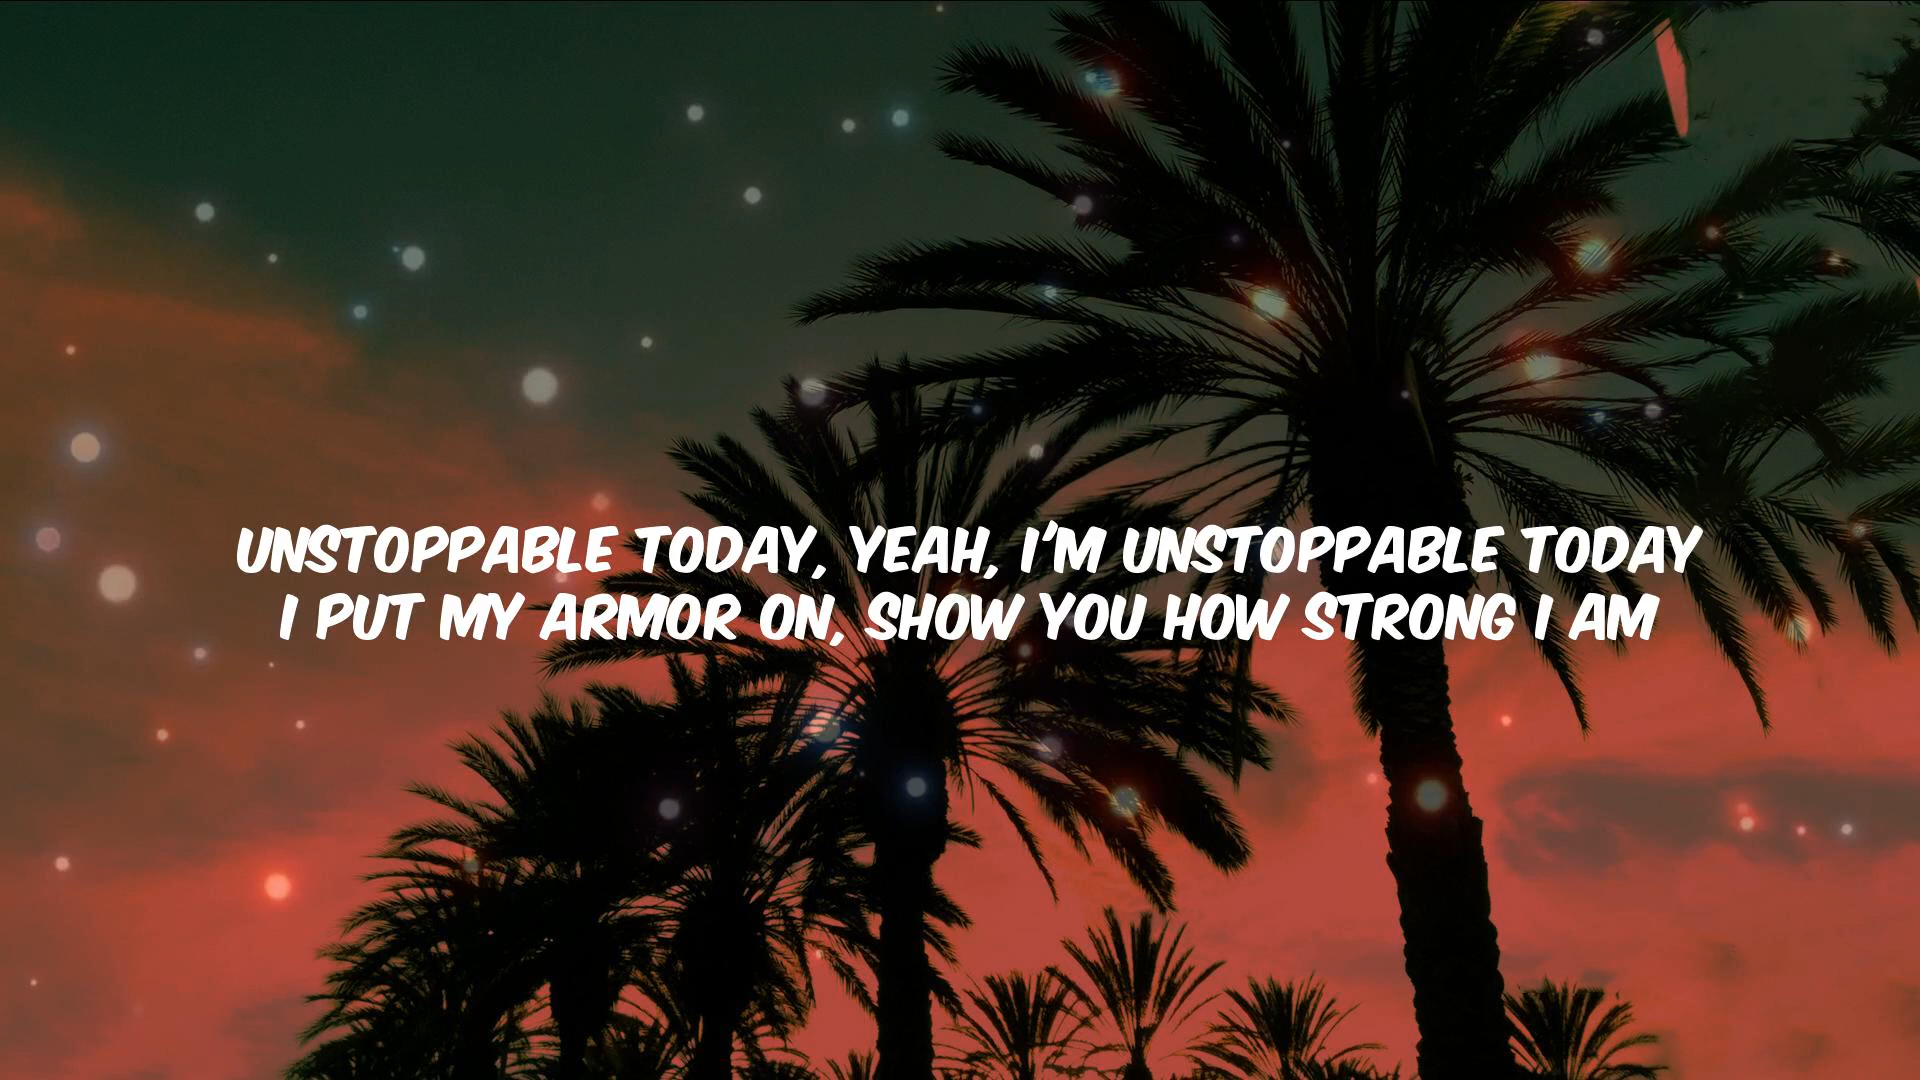 UNSTOPPABLE TODAY, YEAH, I'M UNSTOPPABLE TODAY
I PUT MY ARMOR ON, SHOW YOU HOW STRONG I AM